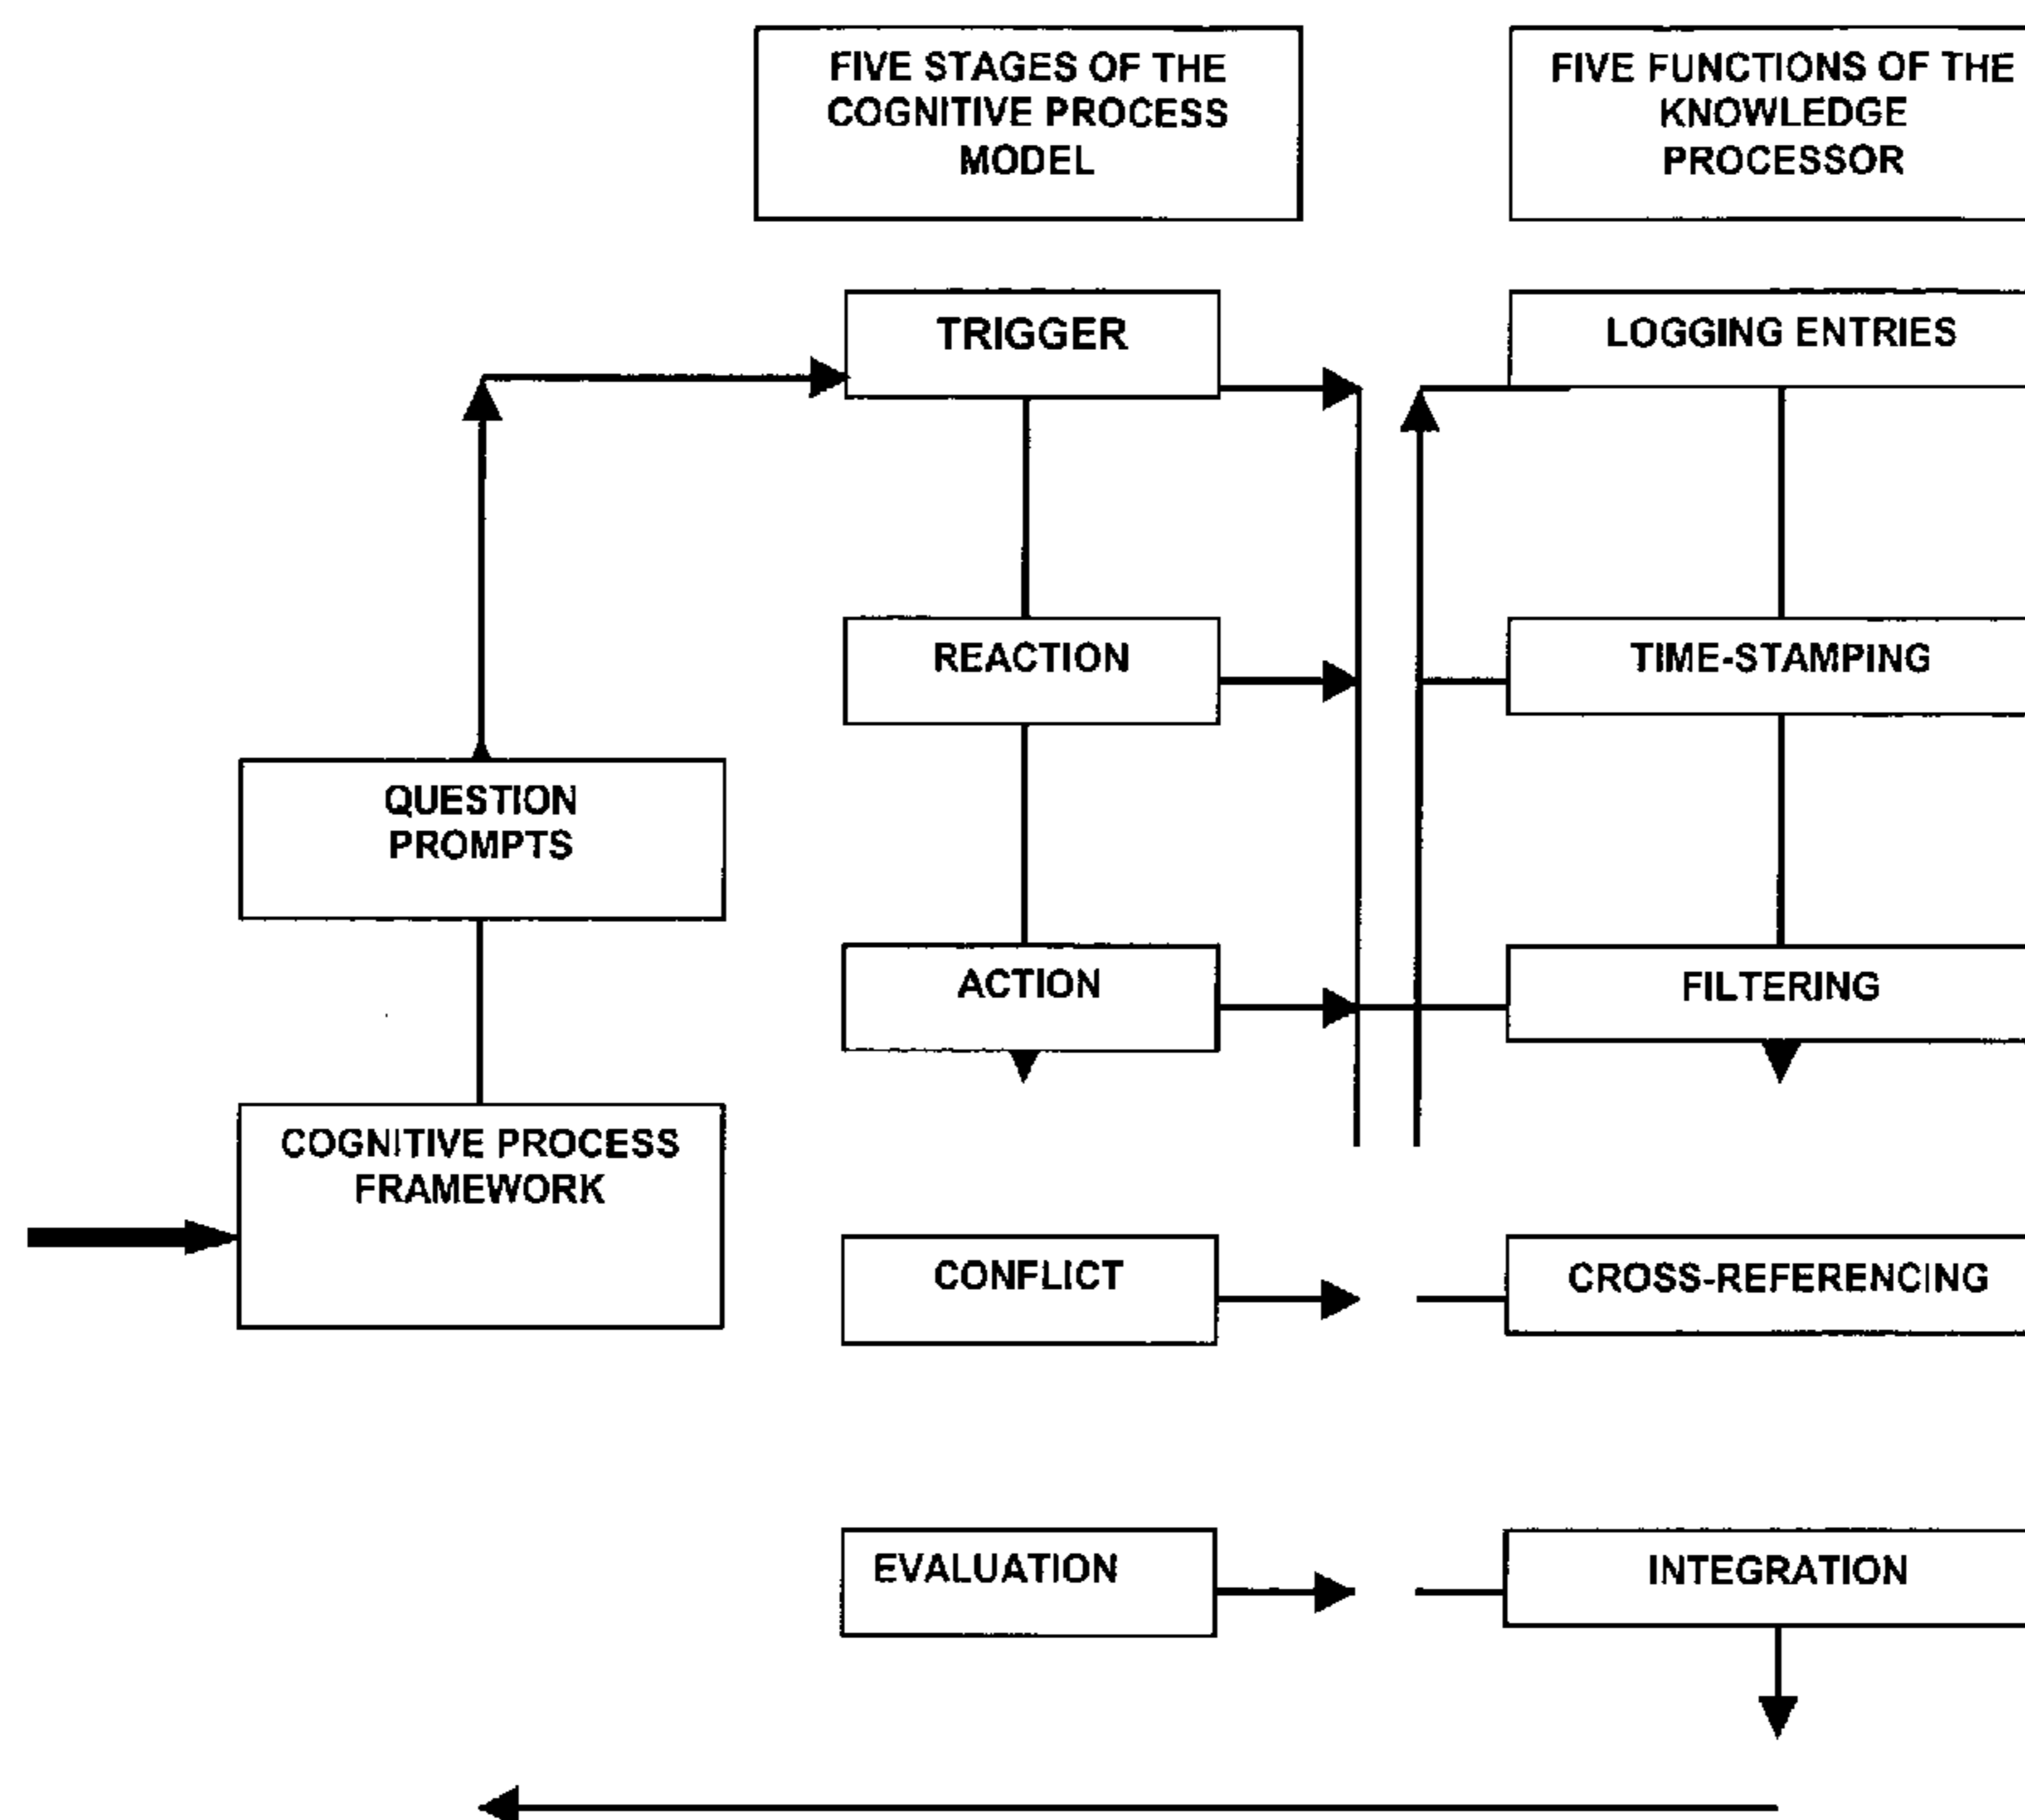 FIVE STAGES OF THE
COGNITIVE PROCESS
MODEL
FIVE FUNCTIONS OF THE
KNOWLEDGE
PROCESSOR
TRIGGER
LOGGING ENTRIES
REACTION
TIME-STAMPING
QUESTION
PROMPTS
ACTION
FILTERING
COGNITIVE PROCESS
FRAMEWORK
CONFLICT
CROSS-REFERENCING
EVALUATION
INTEGRATION